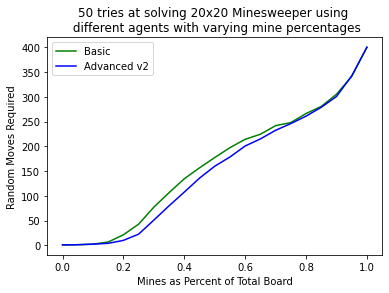 50 tries at solving 20x20 Minesweeper using
different agents with varying mine percentages
Basic
Advanced v2
Random Moves Required
400
350
300
250
200
150
100
50
0
0.0 0.2 0.4 0.6 0.8 1.0
Mines as Percent of Total Board